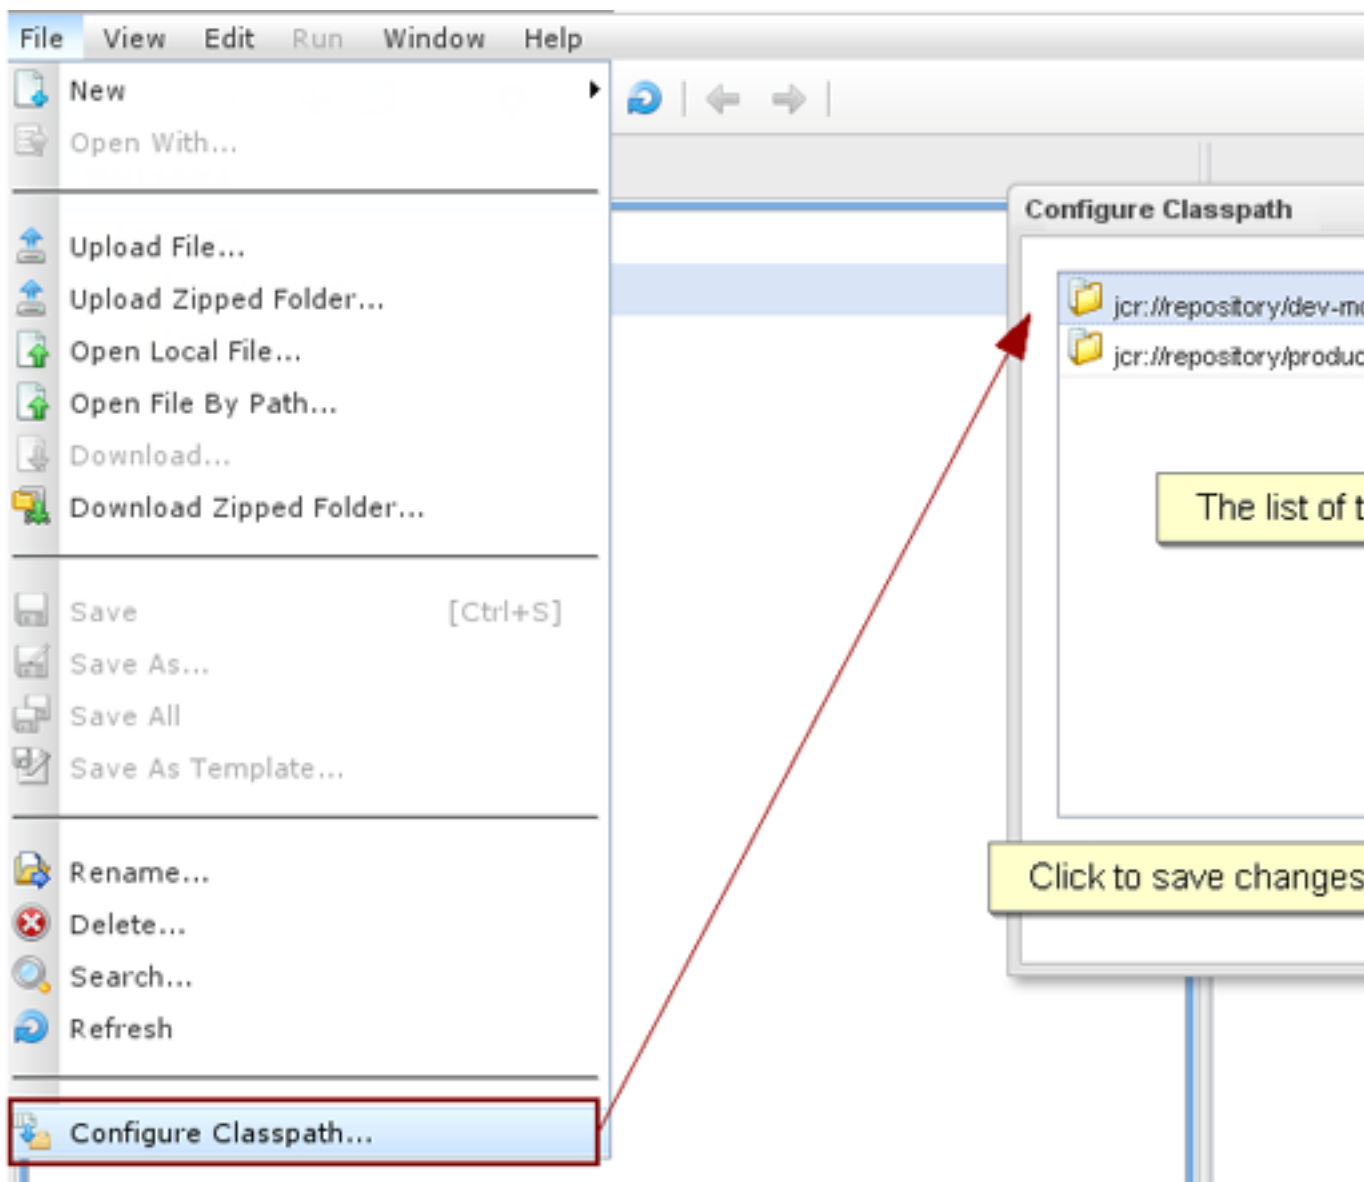 File View Edit Run Window Help
New
Open With...
Upload File...
Upload Zipped Folder...
Open Local File...
Open File By Path...
Download...
Download Zipped Folder...
Save [Ctrl+S]
Save As...
Save All
Save As Template...
Rename...
Delete...
Search...
Refresh
Configure Classpath...
Configure Classpath
jcr://repository/dev-mo
jcr://repository/produc
The list of t
Click to save changes